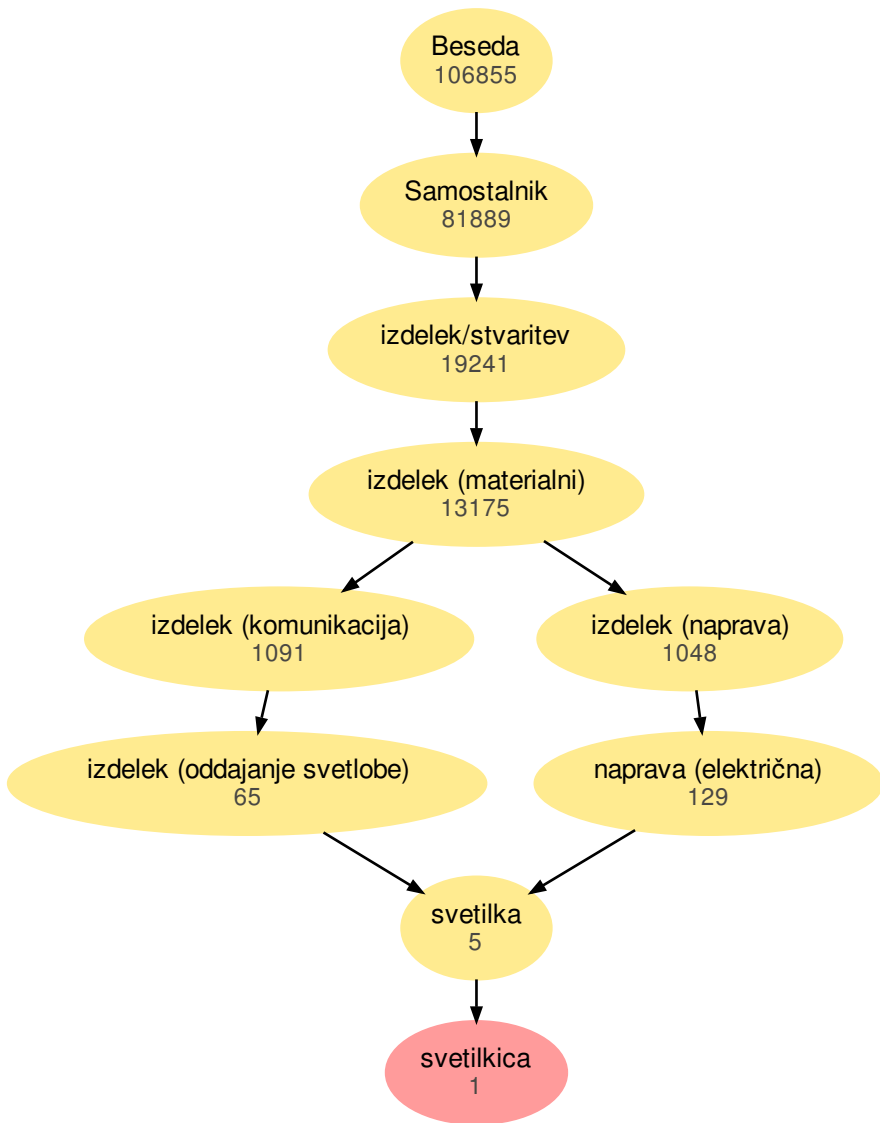 Beseda
106855
Samostalnik
81889
izdelek/stvaritev
19241
izdelek (materialni)
13175
izdelek (komunikacija)
1091
izdelek (naprava)
1048
izdelek (oddajanje svetlobe)
65
naprava (električna)
129
svetilka
5
svetilkica
1